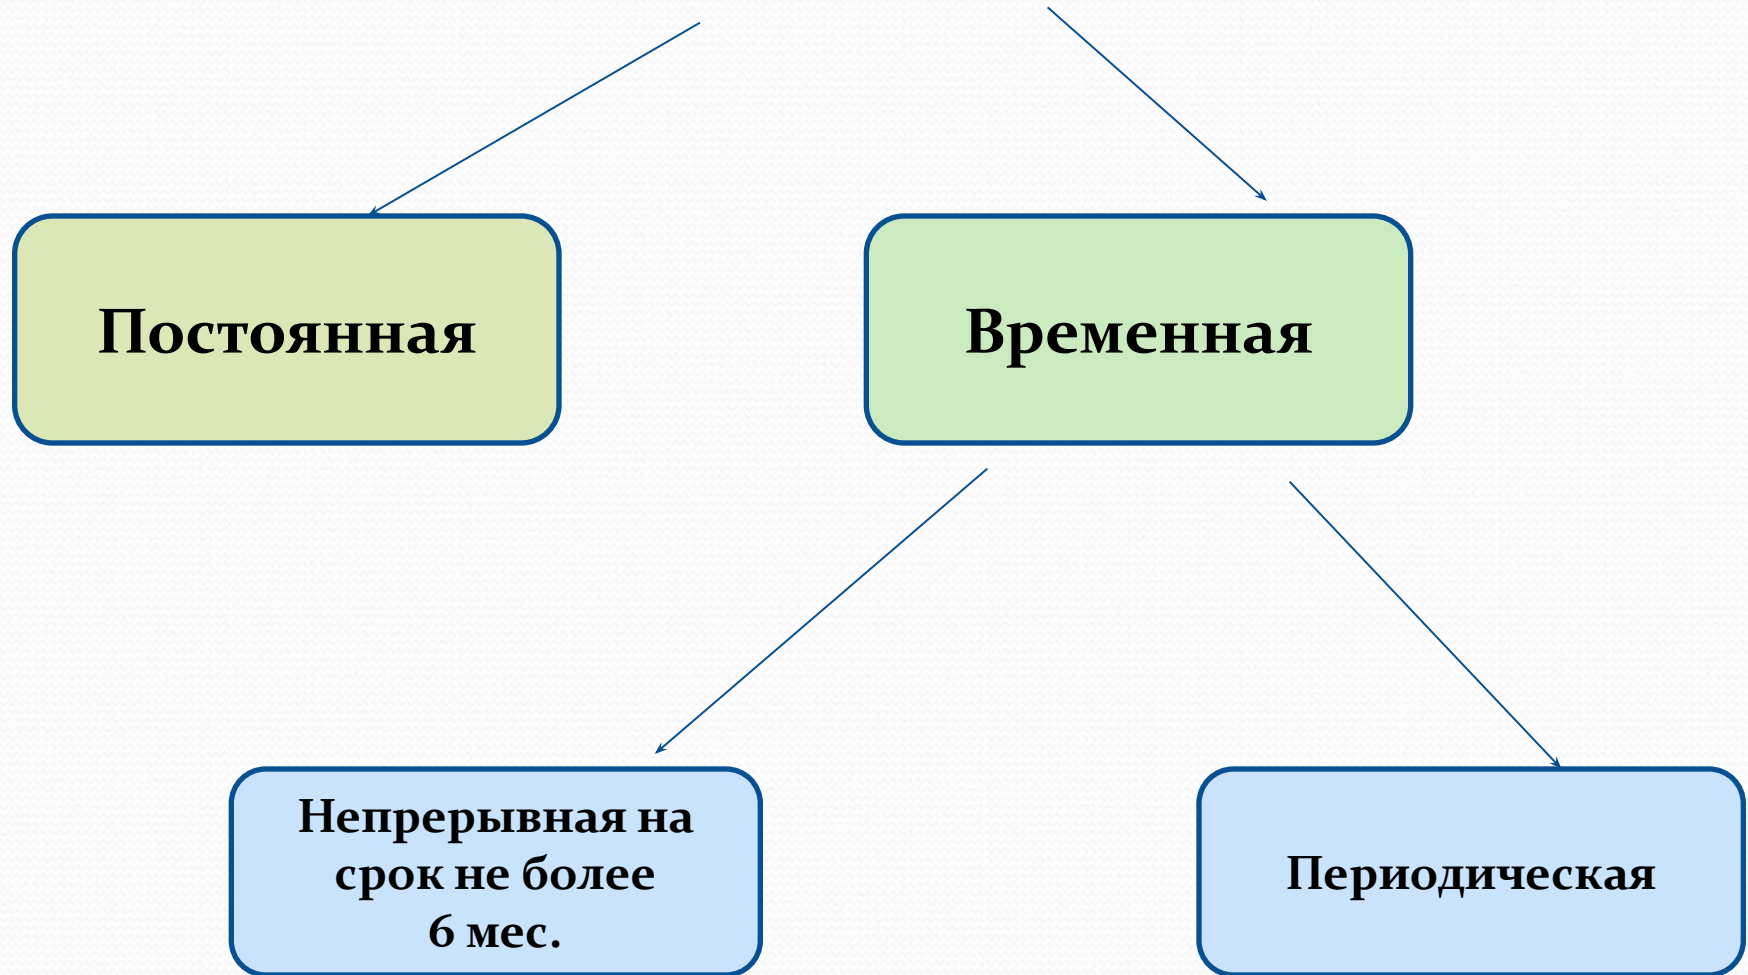 Постоянная
Временная
Непрерывная на
срок не более
6 мес.
Периодическая